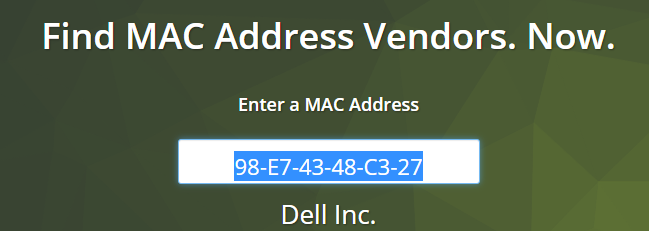 Find MAC Address Vendors. Now.
Enter a MAC Address
98-E7-43-48-C3-27
Dell Inc.